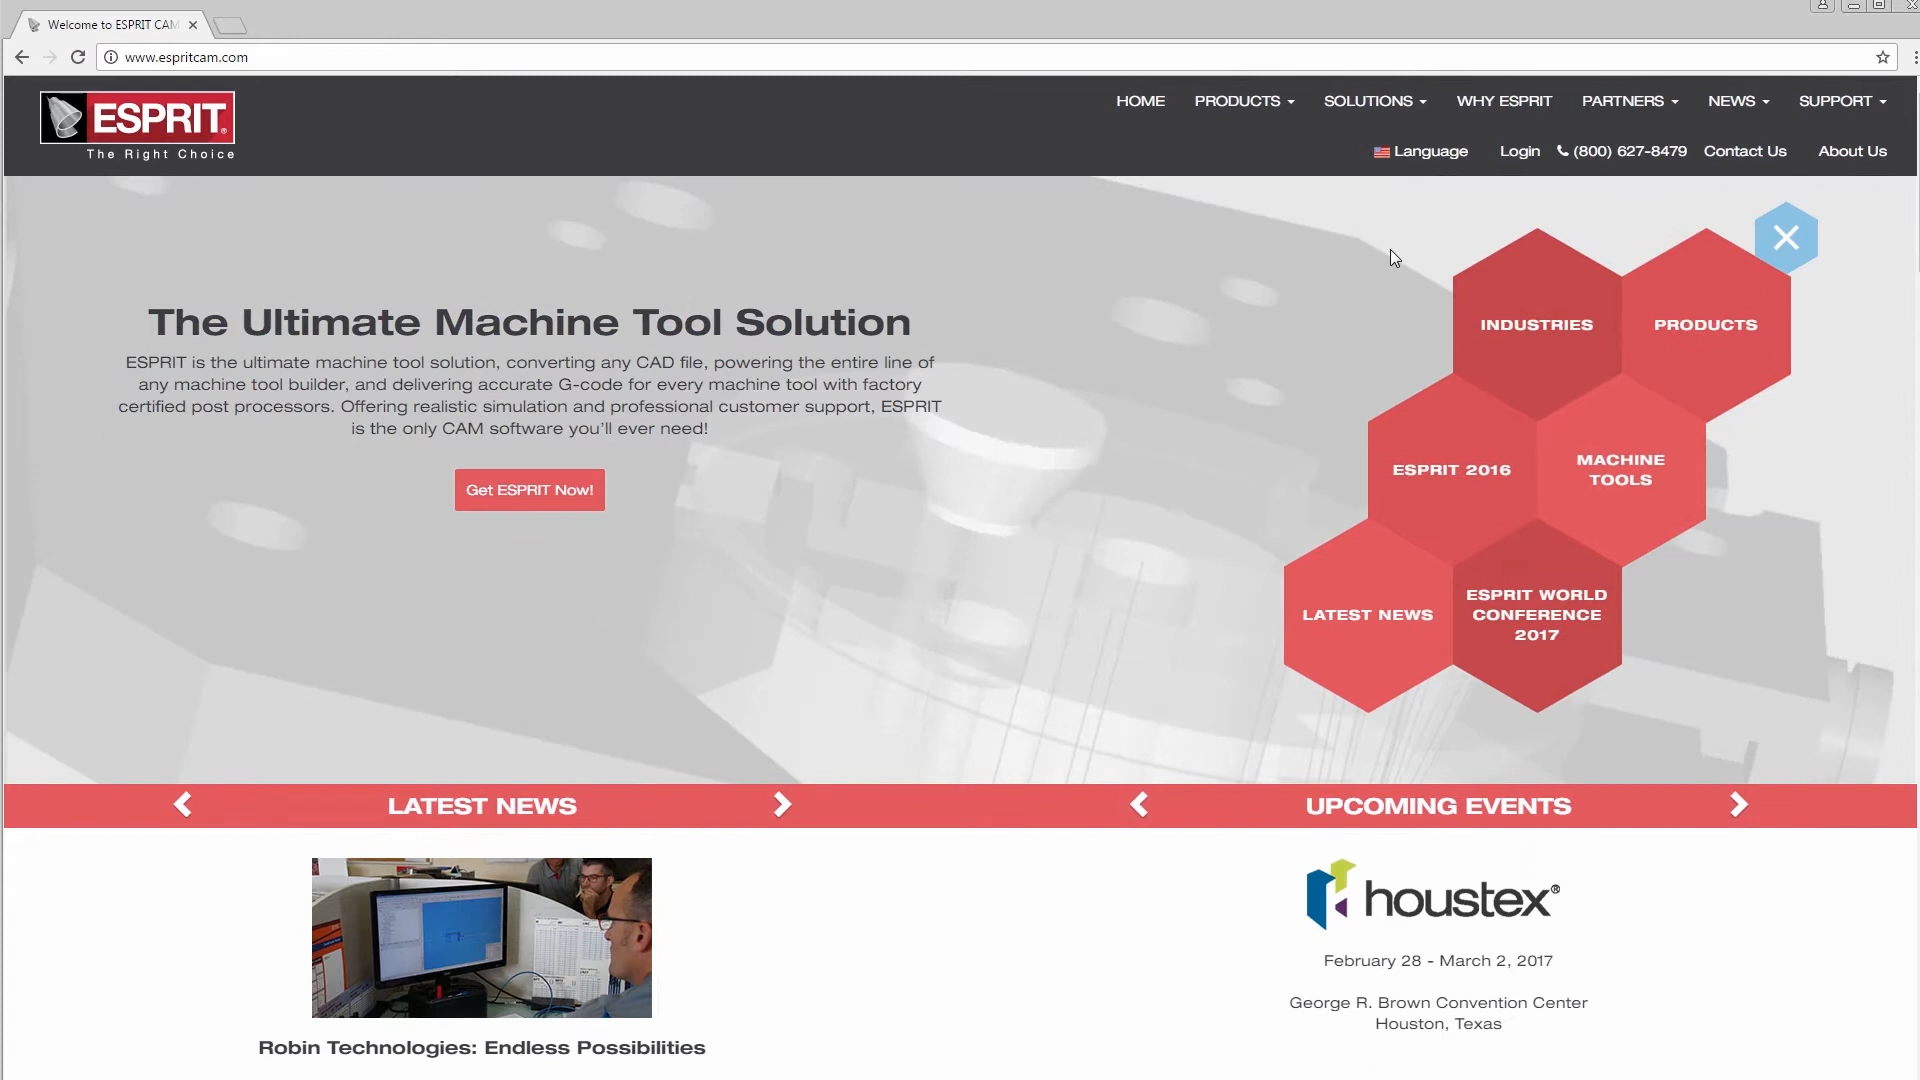 Welcome to ESPRIT CAM
www.espritcam.com
ESPRIT®
The Right Choice
HOME PRODUCTS SOLUTIONS WHY ESPRIT PARTNERS NEWS SUPPORT
Language Login (800) 627-8479 Contact Us About Us
The Ultimate Machine Tool Solution
ESPRIT is the ultimate machine tool solution, converting any CAD file, powering the entire line of
any machine tool builder, and delivering accurate G-code for every machine tool with factory
certified post processors. Offering realistic simulation and professional customer support, ESPRIT
is the only CAM software you'll ever need!
Get ESPRIT Now!
INDUSTRIES
PRODUCTS
ESPRIT 2016
MACHINE
TOOLS
LATEST NEWS
ESPRIT WORLD
CONFERENCE
2017
LATEST NEWS
UPCOMING EVENTS
Robin Technologies: Endless Possibilities
houstex®
February 28 - March 2, 2017
George R. Brown Convention Center
Houston, Texas